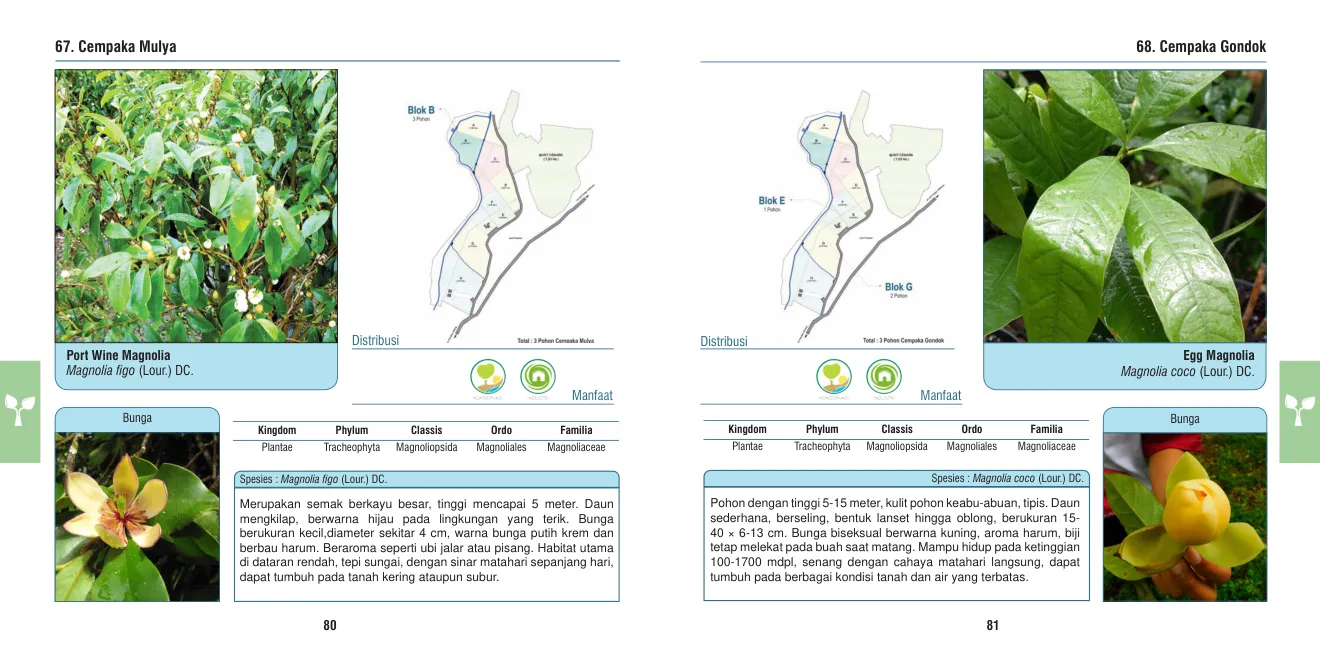 67. Cempaka Mulya
Blok B
3 Pohon
Distribusi
Total : 3 Pohon Cempaka Mulya
Port Wine Magnolia
Magnolia figo (Lour.) DC.
KONSERVASI
INDUSTRI
Manfaat
Bunga
Kingdom Phylum Classis Ordo Familia
Plantae Tracheophyta Magnoliopsida Magnoliales Magnoliaceae
Spesies : Magnolia figo (Lour.) DC.
Merupakan semak berkayu besar, tinggi mencapai 5 meter. Daun
mengkilap, berwarna hijau pada lingkungan yang terik. Bunga
berukuran kecil,diameter sekitar 4 cm, warna bunga putih krem dan
berbau harum. Beraroma seperti ubi jalar atau pisang. Habitat utama
di dataran rendah, tepi sungai, dengan sinar matahari sepanjang hari,
dapat tumbuh pada tanah kering ataupun subur.
80
68. Cempaka Gondok
Blok E
1 Pohon
Blok G
2 Pohon
Distribusi
Total : 3 Pohon Cempaka Gondok
Egg Magnolia
Magnolia coco (Lour.) DC.
KONSERVASI
INDUSTRI
Manfaat
Bunga
Kingdom Phylum Classis Ordo Familia
Plantae Tracheophyta Magnoliopsida Magnoliales Magnoliaceae
Spesies : Magnolia coco (Lour.) DC.
Pohon dengan tinggi 5-15 meter, kulit pohon keabu-abuan, tipis. Daun
sederhana, berseling, bentuk lanset hingga oblong, berukuran 15-
40 × 6-13 cm. Bunga biseksual berwarna kuning, aroma harum, biji
tetap melekat pada buah saat matang. Mampu hidup pada ketinggian
100-1700 mdpl, senang dengan cahaya matahari langsung, dapat
tumbuh pada berbagai kondisi tanah dan air yang terbatas.
81